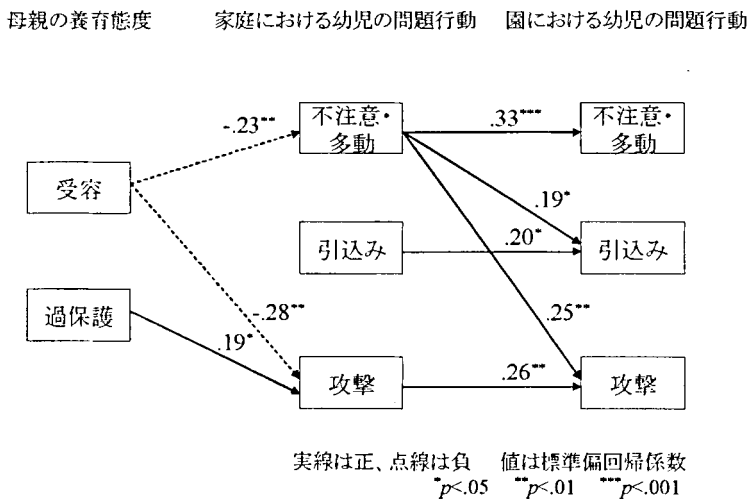 母親の養育態度 家庭における幼児の問題行動 園における幼児の問題行動
不注意・
多動
不注意・
多動
-.23**
.33***
受容
.19*
引込み
.20*
引込み
過保護
-.28**
.25**
.19*
攻撃
.26**
攻撃
実線は正、点線は負 値は標準偏回帰係数
*p<.05 **p<.01 ***p<.001